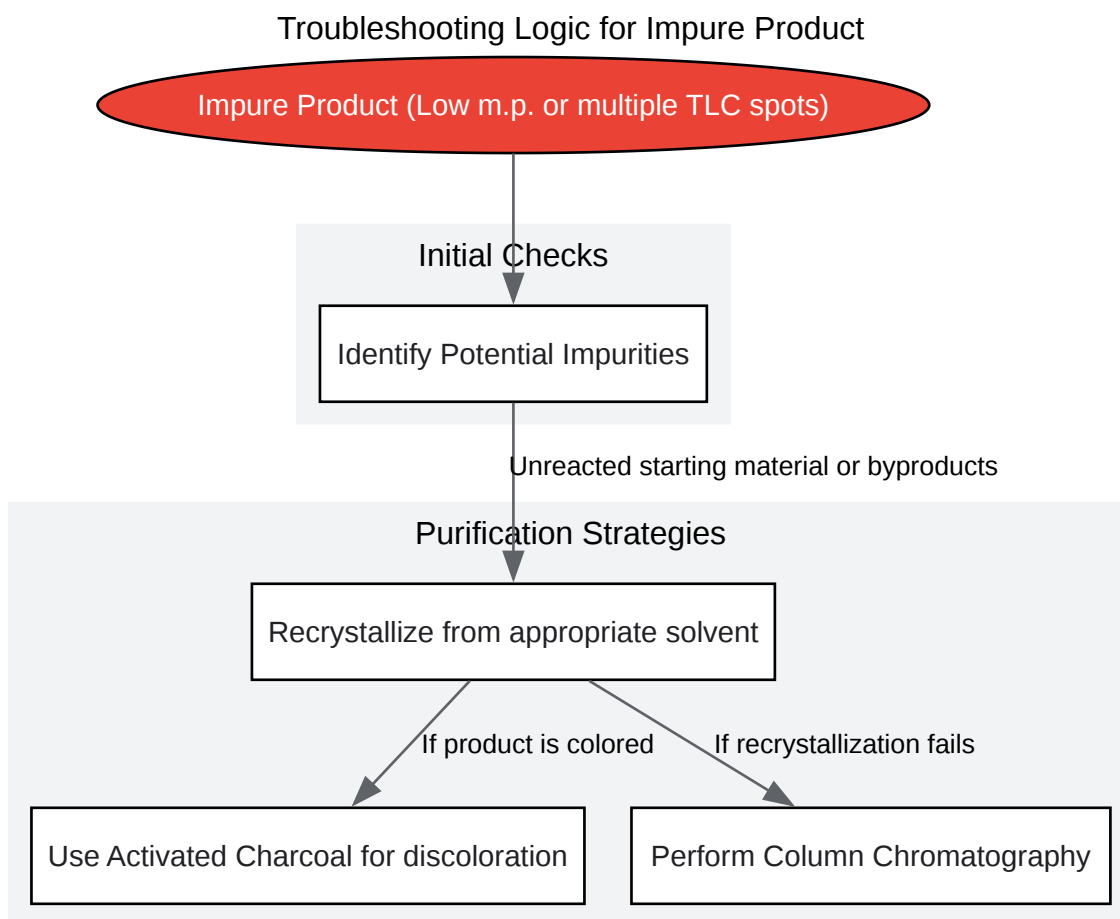 Troubleshooting Logic for Impure Product
Impure Product (Low m.p. or multiple TLC spots)
Initial Checks
Identify Potential Impurities
Unreacted starting material or byproducts
Purification Strategies
Recrystallize from appropriate solvent
If product is colored
If recrystallization fails
Use Activated Charcoal for discoloration
Perform Column Chromatography